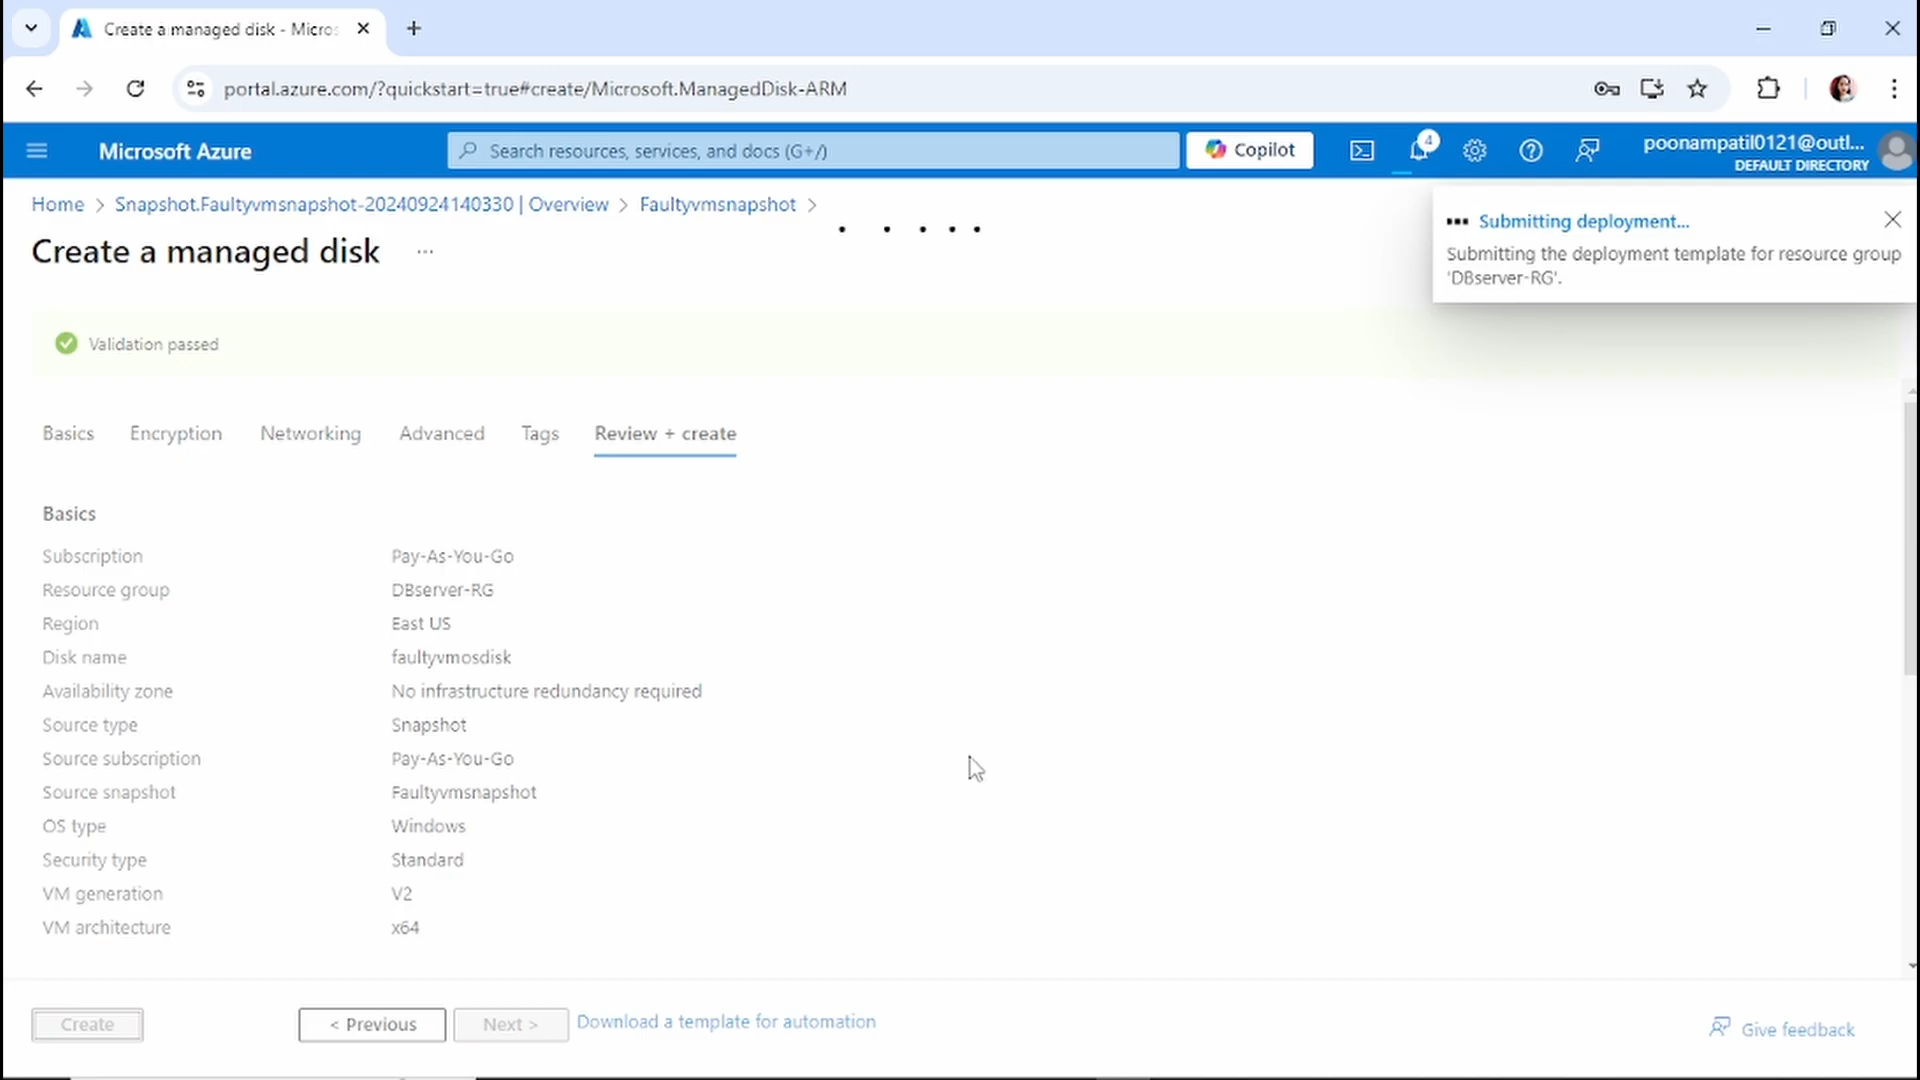 Create a managed disk - Micros
portal.azure.com/?quickstart=true#create/Microsoft.ManagedDisk-ARM
Microsoft Azure
Search resources, services, and docs (G+/)
Copilot
4
poonampatil0121@outl...
DEFAULT DIRECTORY
Home > Snapshot.Faultyvmsnapshot-20240924140330 | Overview > Faultyvmsnapshot >
Create a managed disk ...
Submitting deployment...
Submitting the deployment template for resource group
'DBserver-RG'.
Validation passed
Basics Encryption Networking Advanced Tags Review + create
Basics
Subscription Pay-As-You-Go
Resource group DBserver-RG
Region East US
Disk name faultyvmosdisk
Availability zone No infrastructure redundancy required
Source type Snapshot
Source subscription Pay-As-You-Go
Source snapshot Faultyvmsnapshot
OS type Windows
Security type Standard
VM generation V2
VM architecture x64
Create < Previous Next > Download a template for automation
Give feedback